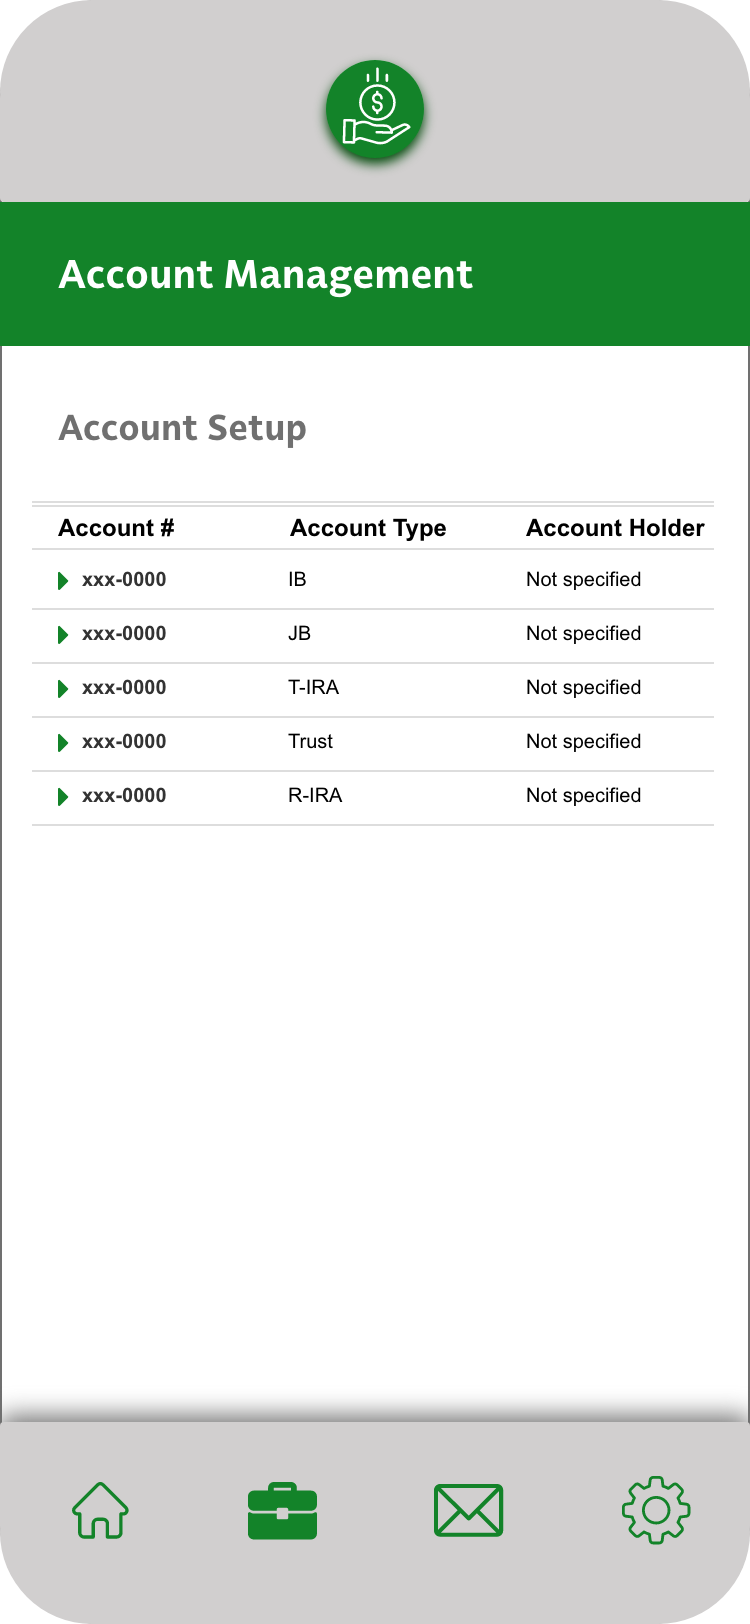 $
Account Management
Account Setup
Account # Account Type Account Holder
xxx-0000 IB Not specified
xxx-0000 JB Not specified
xxx-0000 T-IRA Not specified
xxx-0000 Trust Not specified
xxx-0000 R-IRA Not specified